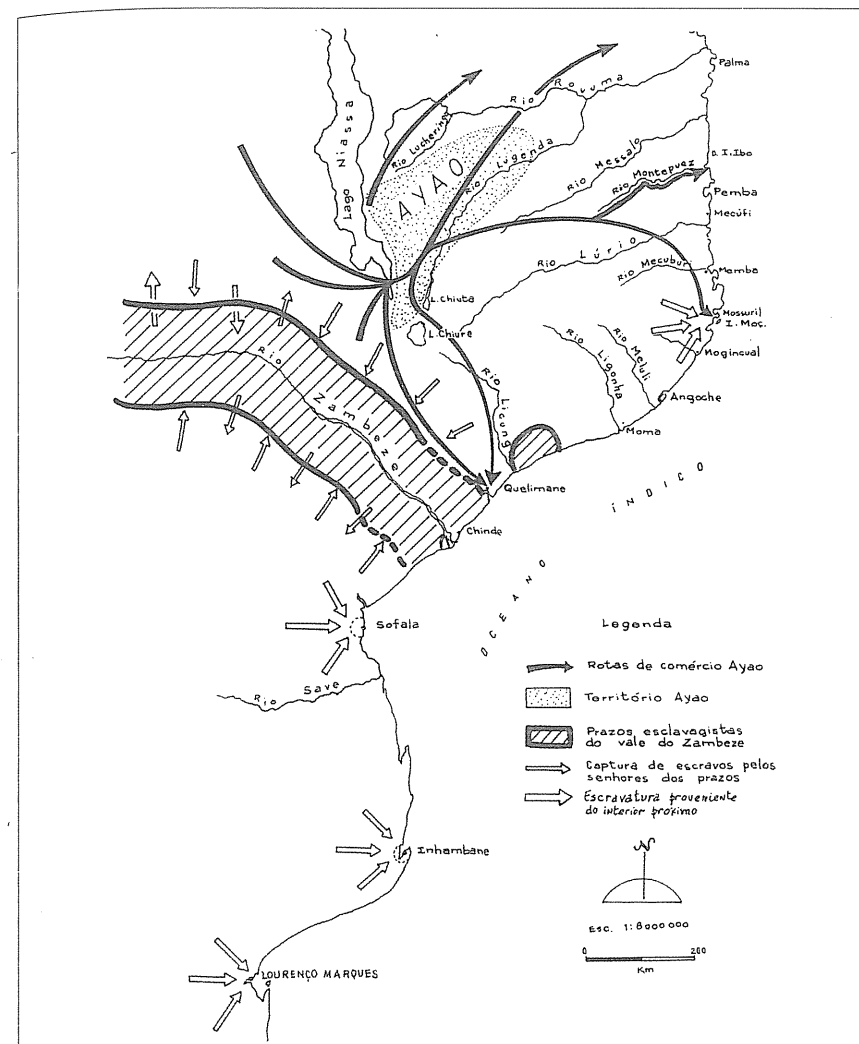 Palma
Rio Rovuma
Lago Niassa
Rio Lucheringo
Rio Lugenda
AYAO
Rio Messalo
I. Ibo
Rio Montepuez
Pemba
Mecúfi
Rio Lúrio
Rio Mecuburi
Memba
L. Chiuta
Mossuril
I. Moç.
L. Chiure
Mogincual
Rio Ligonha
Rio Meluli
Angoche
Rio Licung
Moma
Rio Zambeze
Quelimane
Chinde
OCEANO ÍNDICO
Sofala
Rio Save
Inhambane
LOURENÇO MARQUES
Legenda
Rotas de comércio Ayao
Território Ayao
Prazos esclavagistas
do vale do Zambeze
Captura de escravos pelos
senhores dos prazos
Escravatura proveniente
do interior próximo
N
ESC. 1:8000000
0 200
Km